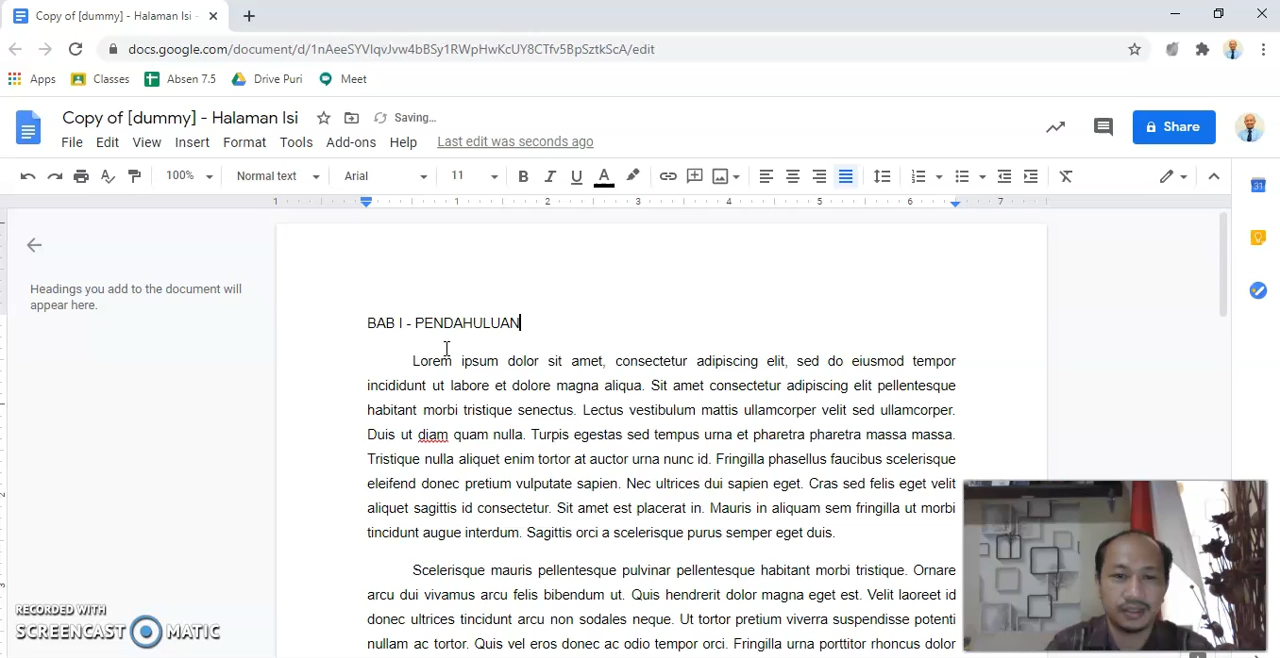 Copy of [dummy] - Halaman Isi -
docs.google.com/document/d/1nAeeSYVIqvJvw4bBSy1RWpHwKcUY8CTfv5BpSztkScA/edit
Apps Classes Absen 7.5 Drive Puri Meet
Copy of [dummy] - Halaman Isi Saving...
File Edit View Insert Format Tools Add-ons Help Last edit was seconds ago
Share
100% Normal text Arial 11
1 1 2 3 4 5 6 7
31
Headings you add to the document will
appear here.
BAB I - PENDAHULUAN
Lorem ipsum dolor sit amet, consectetur adipiscing elit, sed do eiusmod tempor
incididunt ut labore et dolore magna aliqua. Sit amet consectetur adipiscing elit pellentesque
habitant morbi tristique senectus. Lectus vestibulum mattis ullamcorper velit sed ullamcorper.
Duis ut diam quam nulla. Turpis egestas sed tempus urna et pharetra pharetra massa massa.
Tristique nulla aliquet enim tortor at auctor urna nunc id. Fringilla phasellus faucibus scelerisque
eleifend donec pretium vulputate sapien. Nec ultrices dui sapien eget. Cras sed felis eget velit
aliquet sagittis id consectetur. Sit amet est placerat in. Mauris in aliquam sem fringilla ut morbi
tincidunt augue interdum. Sagittis orci a scelerisque purus semper eget duis.
Scelerisque mauris pellentesque pulvinar pellentesque habitant morbi tristique. Ornare
arcu dui vivamus arcu felis bibendum ut. Quis hendrerit dolor magna eget est. Velit laoreet id
donec ultrices tincidunt arcu non sodales neque. Ut tortor pretium viverra suspendisse potenti
nullam ac tortor. Quis vel eros donec ac odio tempor orci. Fringilla urna porttitor rhoncus dolor
RECORDED WITH
SCREENCAST MATIC